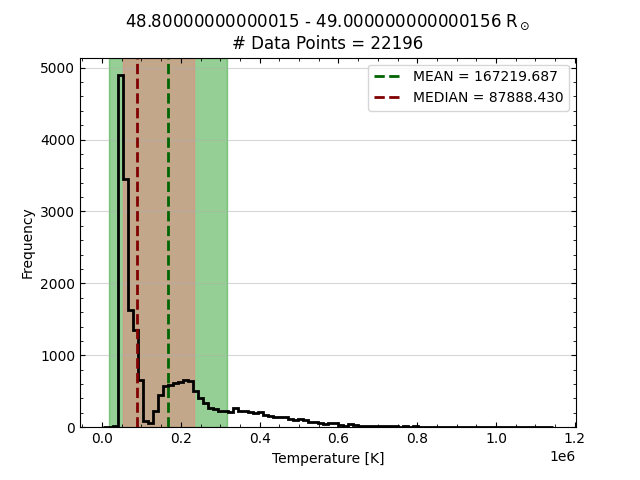 48.80000000000015 - 49.000000000000156 R⊙
# Data Points = 22196
MEAN = 167219.687
MEDIAN = 87888.430
Frequency
5000
4000
3000
2000
1000
0
0.0 0.2 0.4 0.6 0.8 1.0 1.2
1e6
Temperature [K]